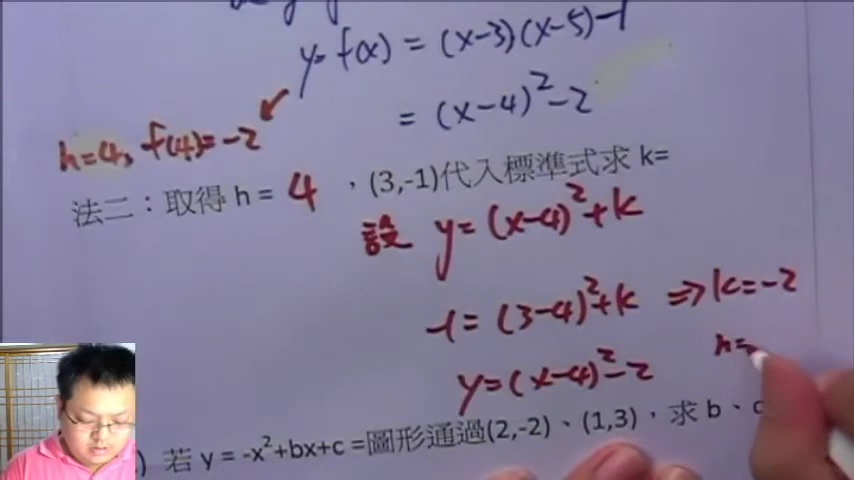 y=f(x) = (x-3)(x-5)-1
= (x-4)²-2
h=4, f(4)=-2
法二：取得 h = 4 ，(3,-1)代入標準式求 k=
設 y=(x-4)²+k
-1=(3-4)²+k ⇒ k=-2
y=(x-4)²-2 h=
) 若 y = -x²+bx+c =圖形通過(2,-2)、(1,3)，求 b、c